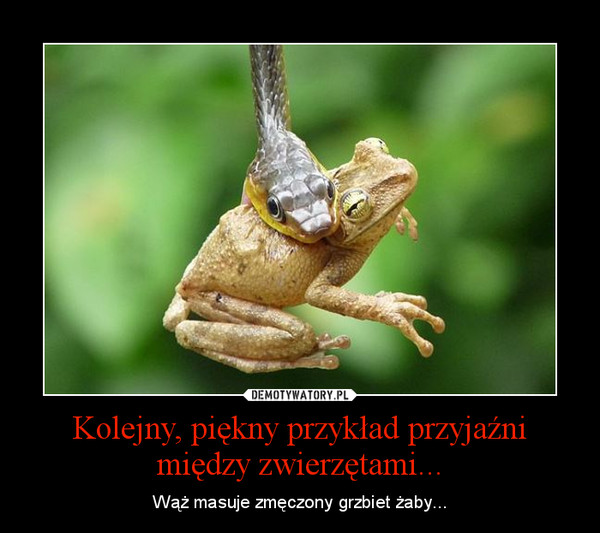 DEMOTYWATORY.PL
Kolejny, piękny przykład przyjaźni
między zwierzętami...
Wąż masuje zmęczony grzbiet żaby...